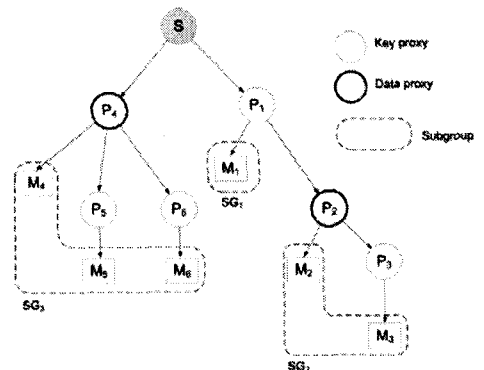 S
Key proxy
P₄
P₁
Data proxy
Subgroup
M₄
M₁
SG₁
P₅
P₆
P₂
M₅
M₆
M₂
P₃
SG₃
M₃
SG₂